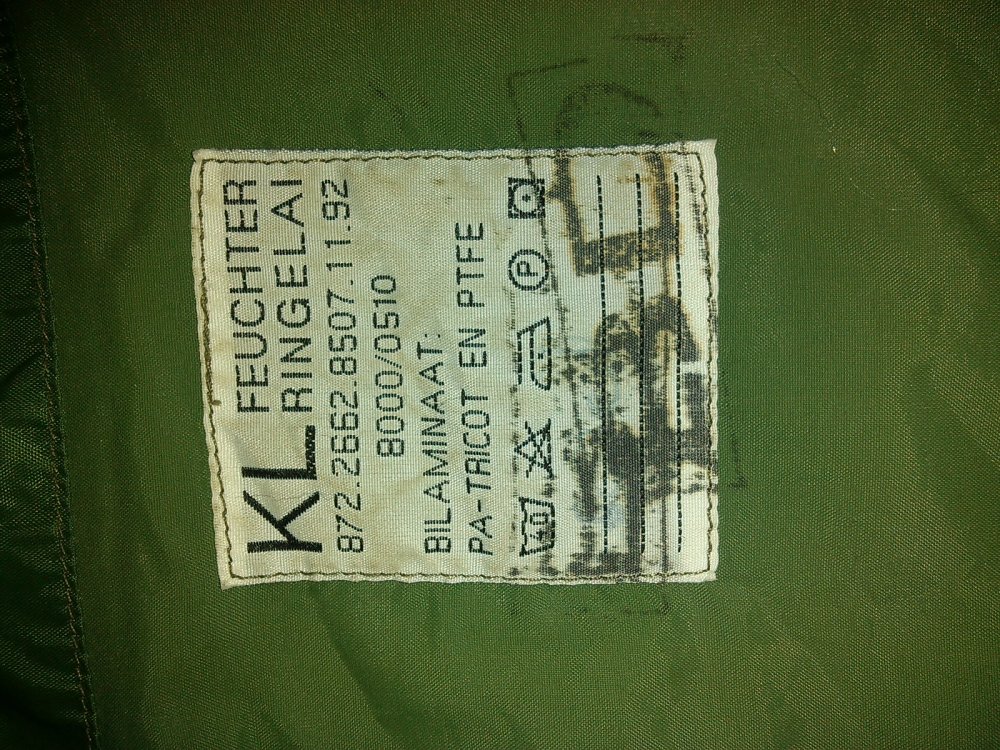 KL FEUCHTER
RINGELAI
872.2662.8507.11.92
8000/0510
BILAMINAAT:
PA-TRICOT EN PTFE
P